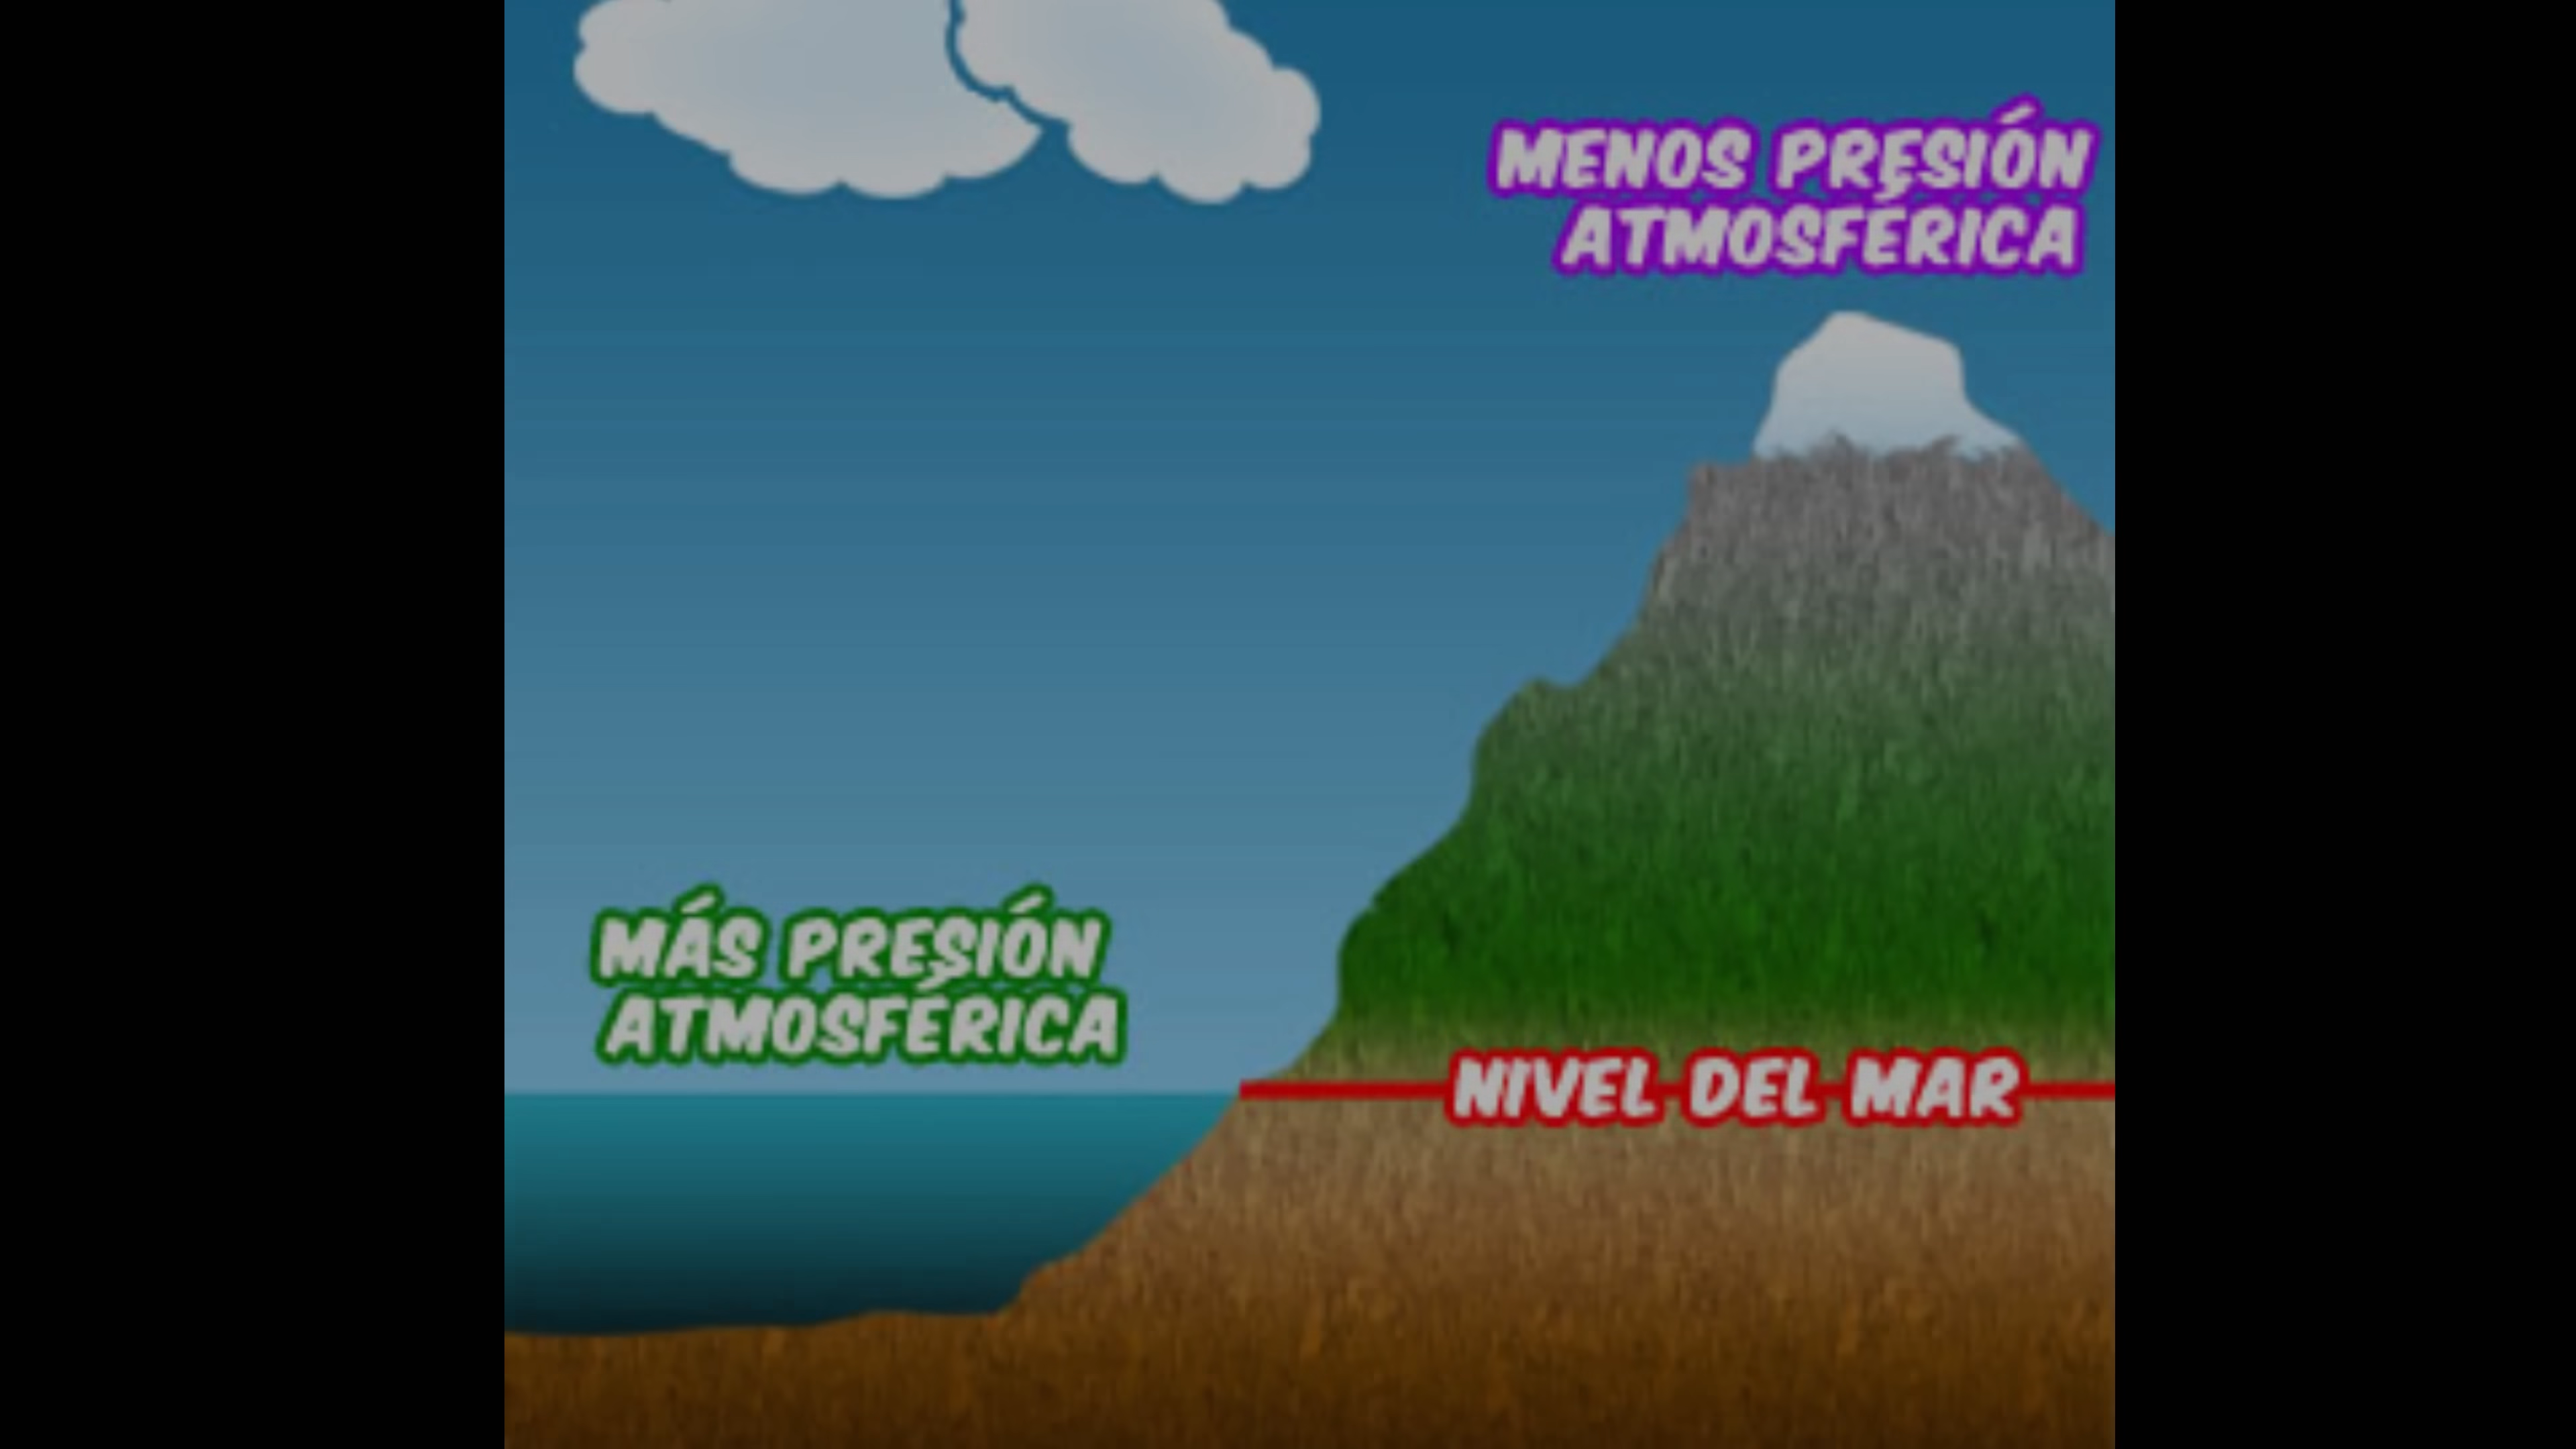 MENOS PRESIÓN
ATMOSFÉRICA
MÁS PRESIÓN
ATMOSFÉRICA
NIVEL DEL MAR